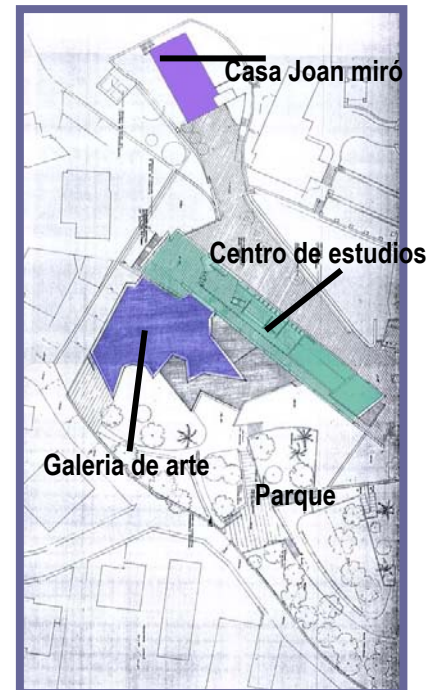 Casa Joan miró
Centro de estudios
Galeria de arte
Parque